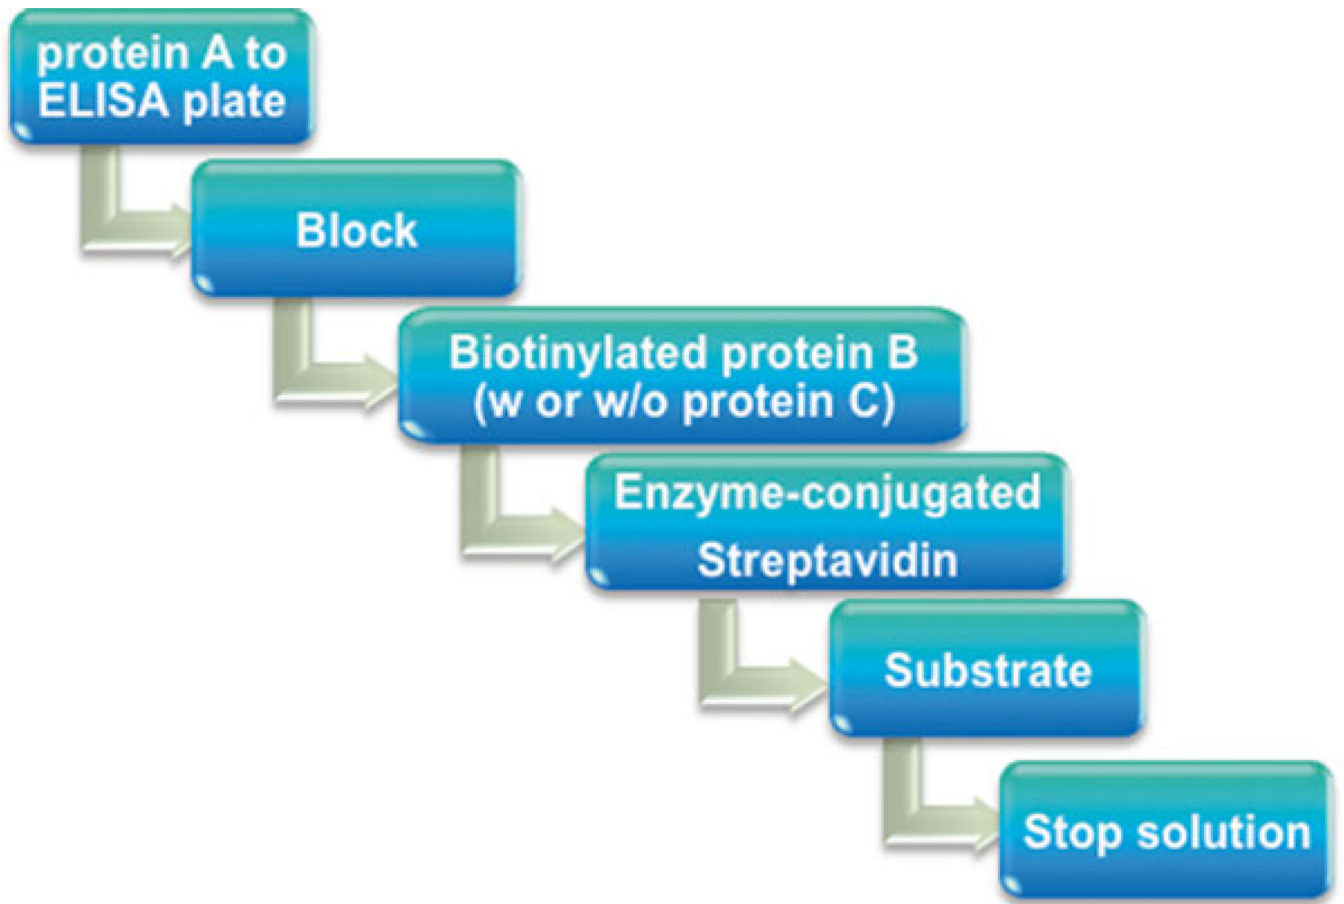 protein A to
ELISA plate
Block
Biotinylated protein B
(w or w/o protein C)
Enzyme-conjugated
Streptavidin
Substrate
Stop solution